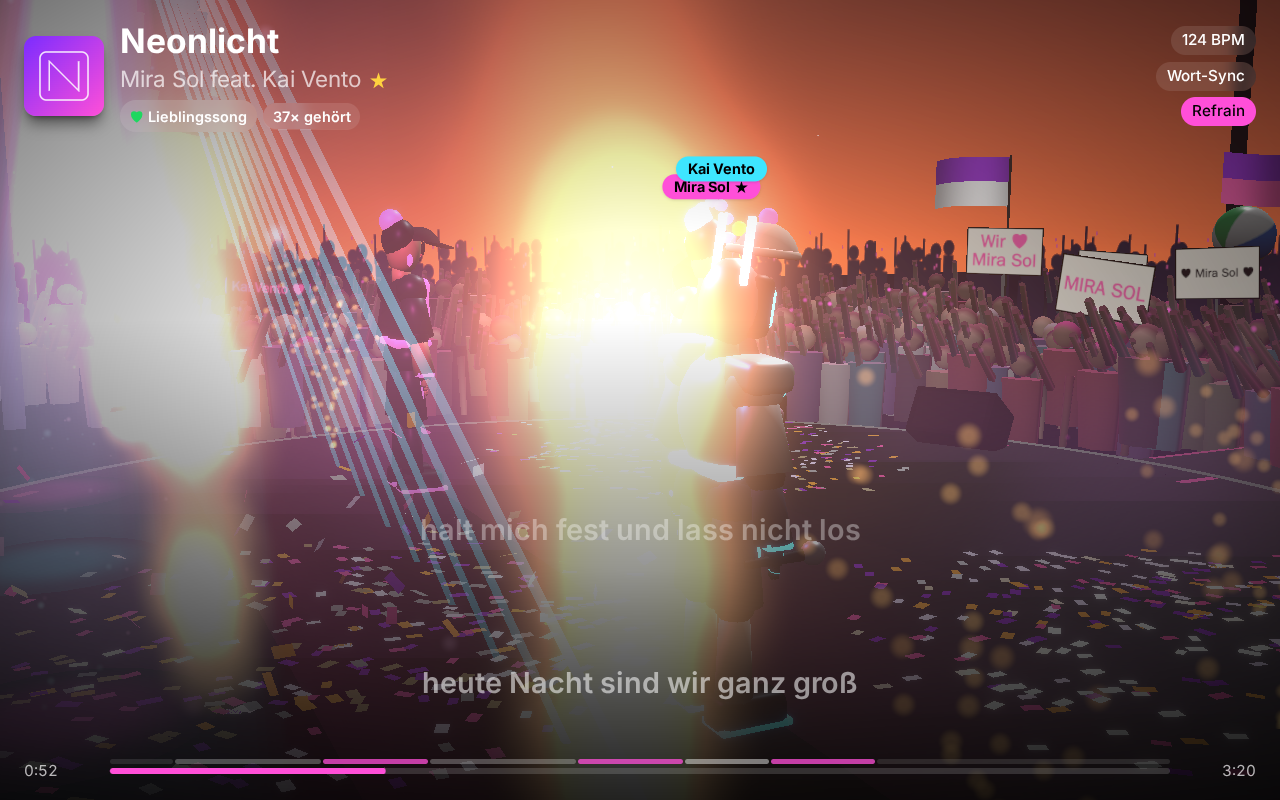 Neonlicht
Mira Sol feat. Kai Vento ★
Lieblingssong
37× gehört
124 BPM
Wort-Sync
Refrain
Kai Vento
Mira Sol ★
Wir ♥
Mira Sol
MIRA SOL
♥ Mira Sol ♥
Kai Vento
halt mich fest und lass nicht los
heute Nacht sind wir ganz groß
0:52
3:20